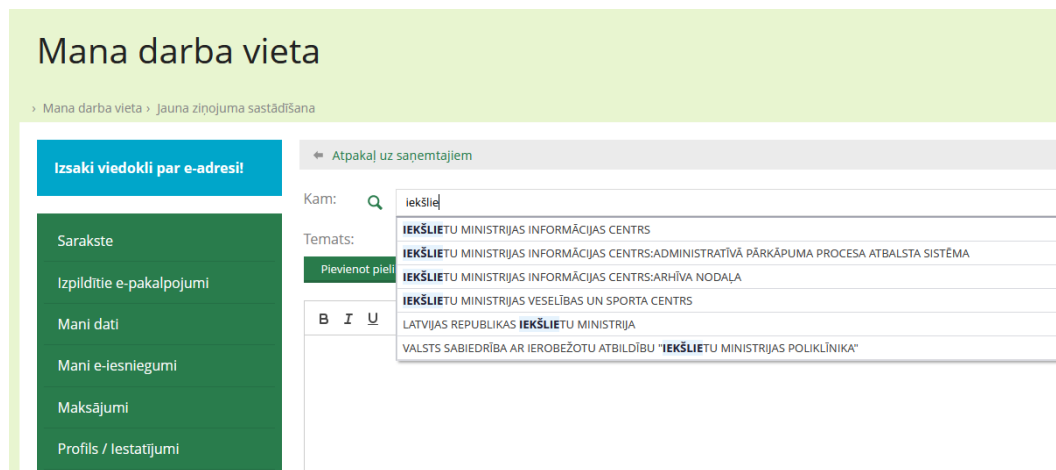 Mana darba vieta
› Mana darba vieta › Jauna ziņojuma sastādīšana
Izsaki viedokli par e-adresi!
Sarakste
Izpildītie e-pakalpojumi
Mani dati
Mani e-iesniegumi
Maksājumi
Profils / Iestatījumi
Atpakaļ uz saņemtajiem
Kam:
iekšlie
IEKŠLIETU MINISTRIJAS INFORMĀCIJAS CENTRS
IEKŠLIETU MINISTRIJAS INFORMĀCIJAS CENTRS:ADMINISTRATĪVĀ PĀRKĀPUMA PROCESA ATBALSTA SISTĒMA
IEKŠLIETU MINISTRIJAS INFORMĀCIJAS CENTRS:ARHĪVA NODAĻA
IEKŠLIETU MINISTRIJAS VESELĪBAS UN SPORTA CENTRS
LATVIJAS REPUBLIKAS IEKŠLIETU MINISTRIJA
VALSTS SABIEDRĪBA AR IEROBEŽOTU ATBILDĪBU "IEKŠLIETU MINISTRIJAS POLIKLĪNIKA"
Temats:
Pievienot pieli
B I U